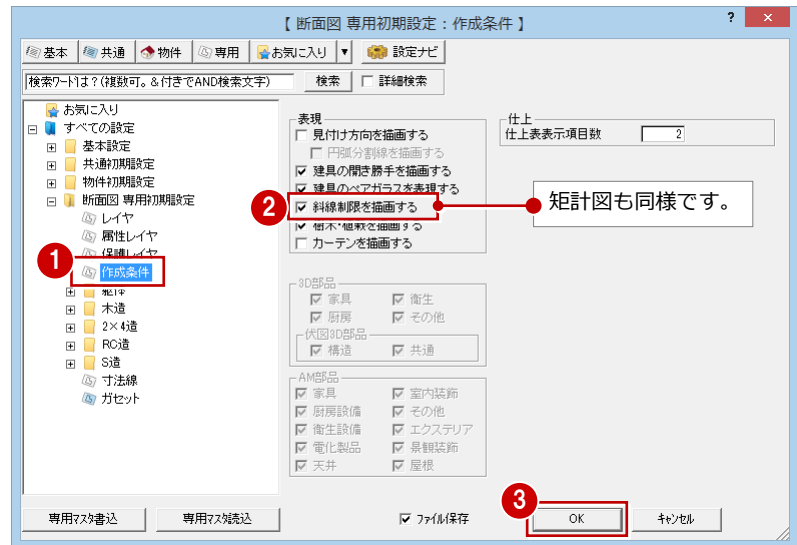 【 断面図 専用初期設定：作成条件 】
?
×
基本
共通
物件
専用
お気に入り
▼
設定ナビ
検索ワードは？(複数可。&付きでAND検索文字)
検索
詳細検索
お気に入り
すべての設定
基本設定
共通初期設定
物件初期設定
断面図 専用初期設定
レイヤ
属性レイヤ
保護レイヤ
1
作成条件
躯体
木造
2×4造
RC造
S造
寸法線
ガセット
表現
見付け方向を描画する
円弧分割線を描画する
建具の開き勝手を描画する
建具のペアガラスを表現する
2
斜線制限を描画する
樹木・植栽を描画する
カーテンを描画する
矩計図も同様です。
仕上
仕上表表示項目数
2
3D部品
家具
衛生
厨房
その他
伏図3D部品
構造
共通
AM部品
家具
室内装飾
厨房設備
その他
衛生設備
エクステリア
電化製品
景観装飾
天井
屋根
専用マスタ書込
専用マスタ読込
ファイル保存
3
OK
キャンセル